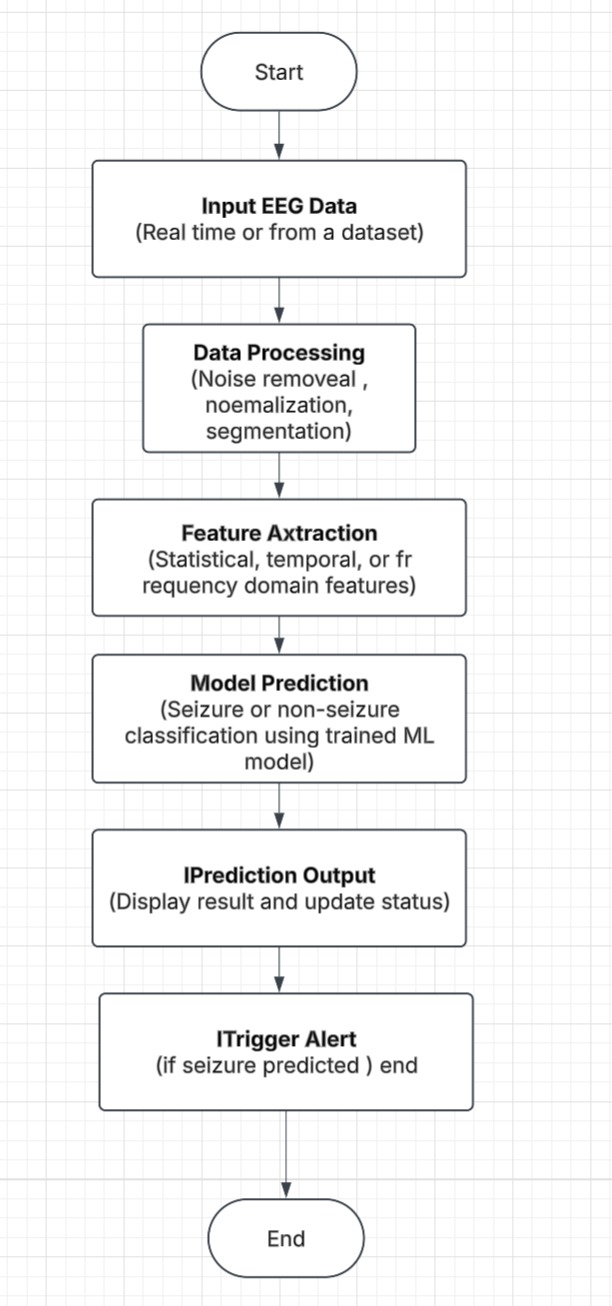 Start
Input EEG Data
(Real time or from a dataset)
Data Processing
(Noise removeal ,
noemalization,
segmentation)
Feature Axtraction
(Statistical, temporal, or fr
requency domain features)
Model Prediction
(Seizure or non-seizure
classification using trained ML
model)
IPrediction Output
(Display result and update status)
ITrigger Alert
(if seizure predicted ) end
End